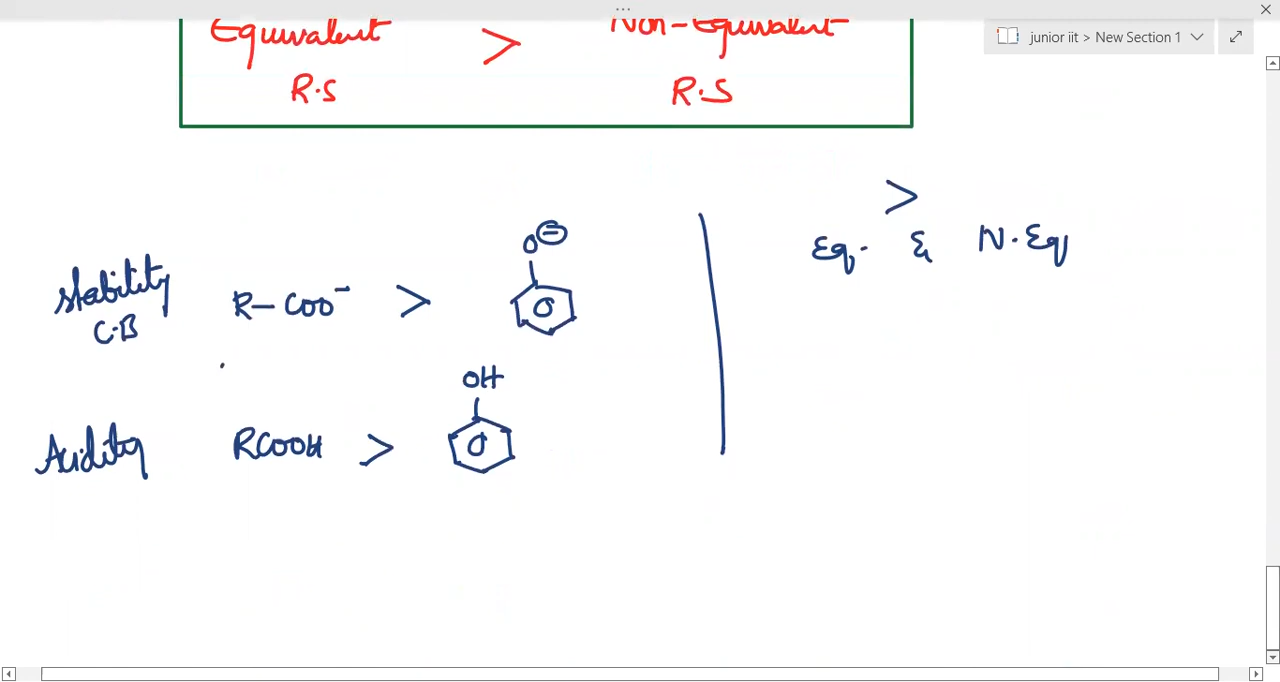 junior iit > New Section 1
Equivalent > Non-Equivalent
R.S R.S
>
Eq. & N.Eq
O⊖
Stability R-COO⁻ >
C.B
OH
Acidity RCOOH >